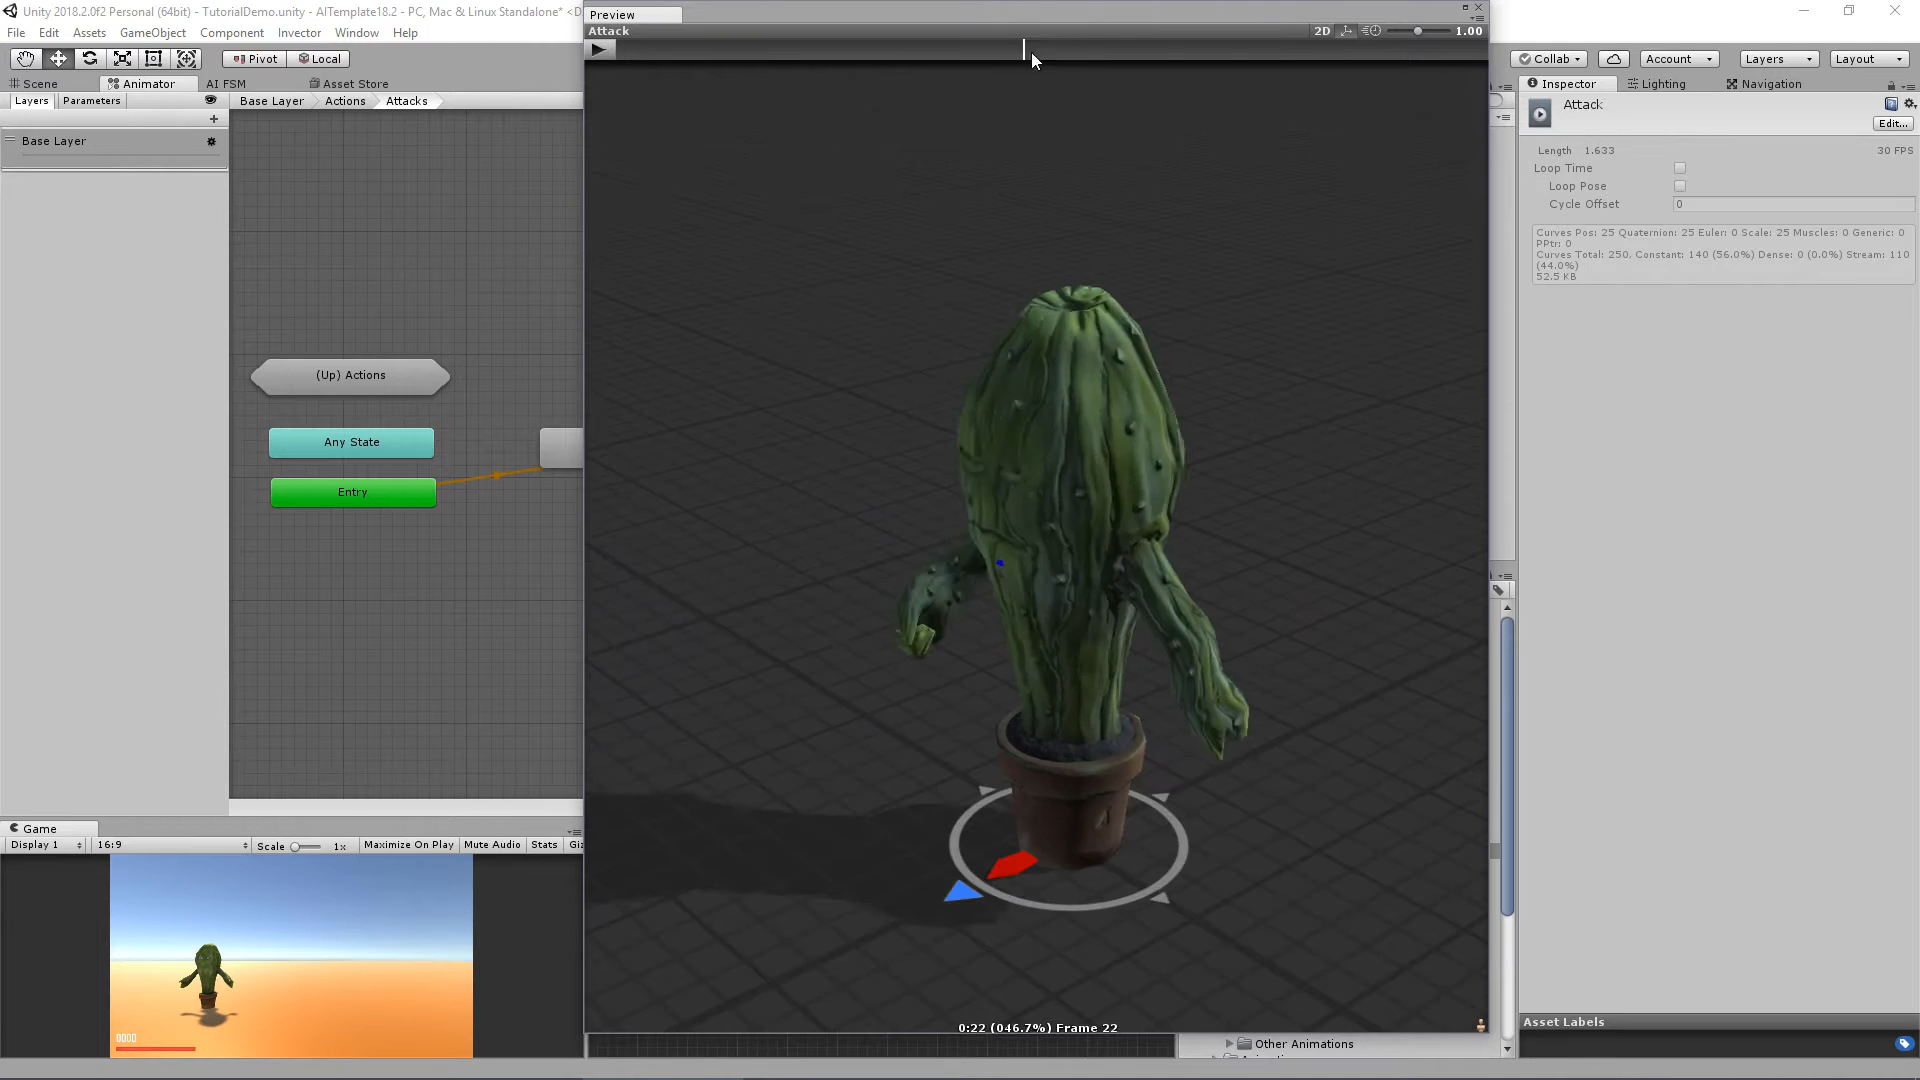 Unity 2018.2.0f2 Personal (64bit) - TutorialDemo.unity - AITemplate18.2 - PC, Mac & Linux Standalone* <D
File Edit Assets GameObject Component Invector Window Help
Pivot Local
Collab Account Layers Layout
Scene Animator AI FSM Asset Store
Layers Parameters
Base Layer Actions Attacks
+
Base Layer
(Up) Actions
Any State
Entry
Preview
Attack 2D 1.00
0:22 (046.7%) Frame 22
Other Animations
Game
Display 1 16:9 Scale 1x Maximize On Play Mute Audio Stats Giz
0000
Inspector Lighting Navigation
Attack
Edit...
Length 1.633 30 FPS
Loop Time
Loop Pose
Cycle Offset 0
Curves Pos: 25 Quaternion: 25 Euler: 0 Scale: 25 Muscles: 0 Generic: 0
PPtr: 0
Curves Total: 250, Constant: 140 (56.0%) Dense: 0 (0.0%) Stream: 110
(44.0%)
52.5 KB
Asset Labels